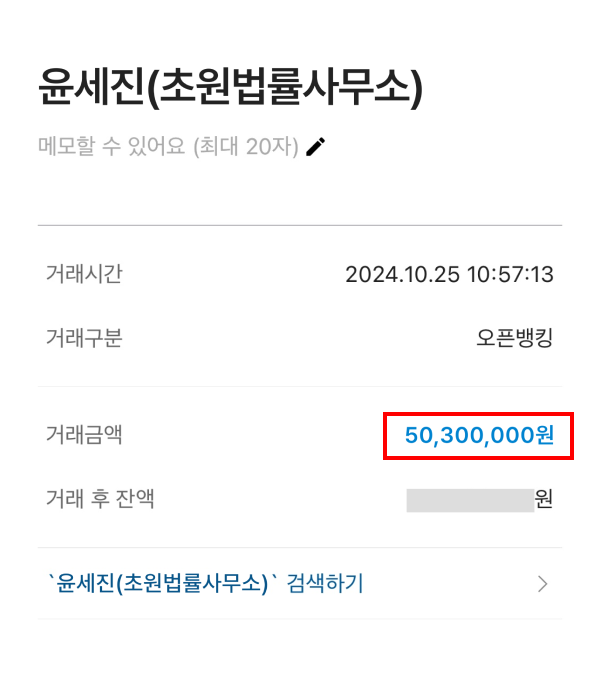 윤세진(초원법률사무소)
메모할 수 있어요 (최대 20자)
거래시간 2024.10.25 10:57:13
거래구분 오픈뱅킹
거래금액 50,300,000원
거래 후 잔액 원
`윤세진(초원법률사무소)` 검색하기